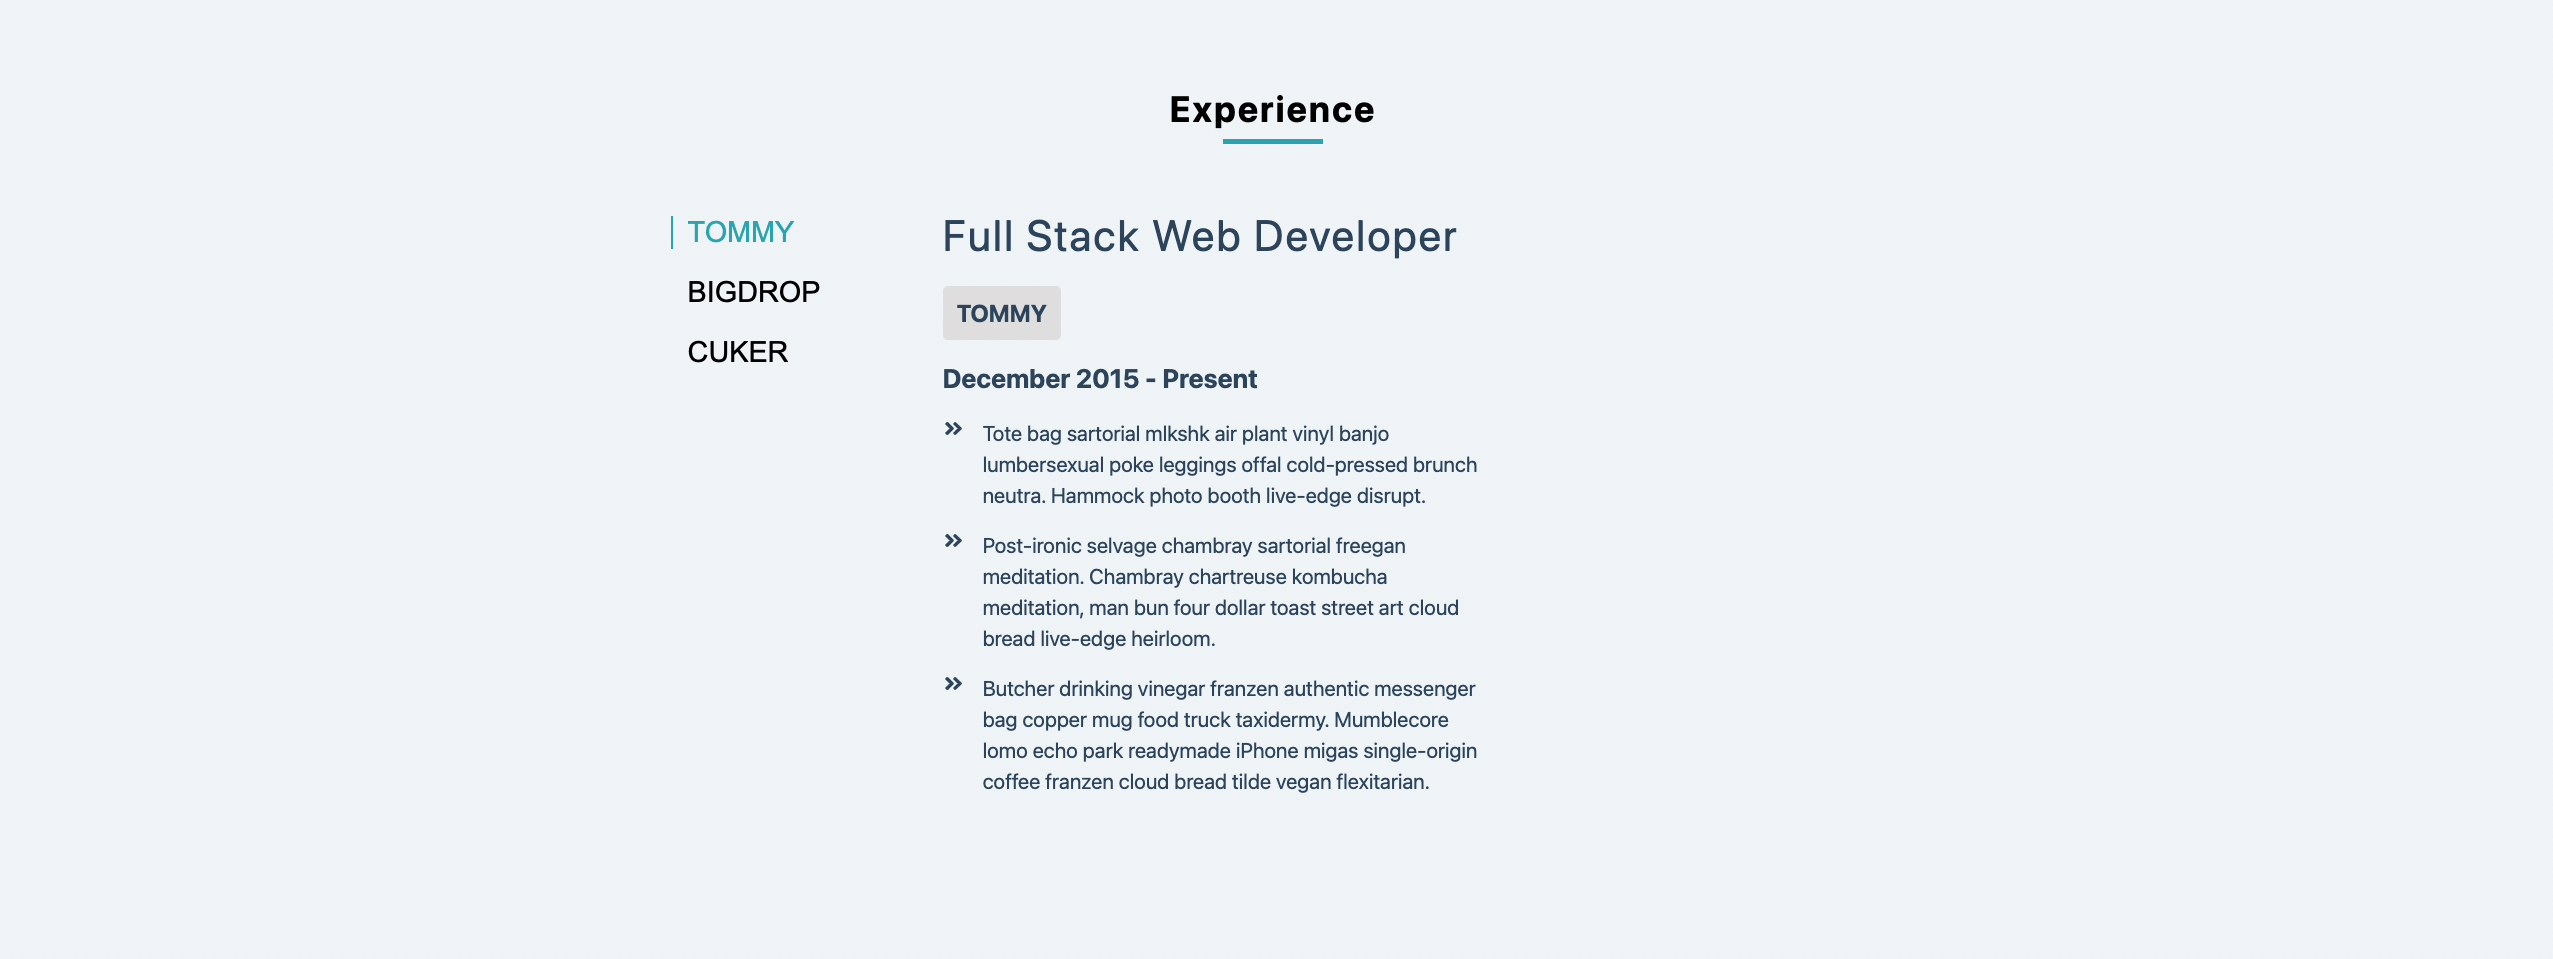 Experience
TOMMY
BIGDROP
CUKER
Full Stack Web Developer
TOMMY
December 2015 - Present
Tote bag sartorial mlkshk air plant vinyl banjo
lumbersexual poke leggings offal cold-pressed brunch
neutra. Hammock photo booth live-edge disrupt.
Post-ironic selvage chambray sartorial freegan
meditation. Chambray chartreuse kombucha
meditation, man bun four dollar toast street art cloud
bread live-edge heirloom.
Butcher drinking vinegar franzen authentic messenger
bag copper mug food truck taxidermy. Mumblecore
lomo echo park readymade iPhone migas single-origin
coffee franzen cloud bread tilde vegan flexitarian.